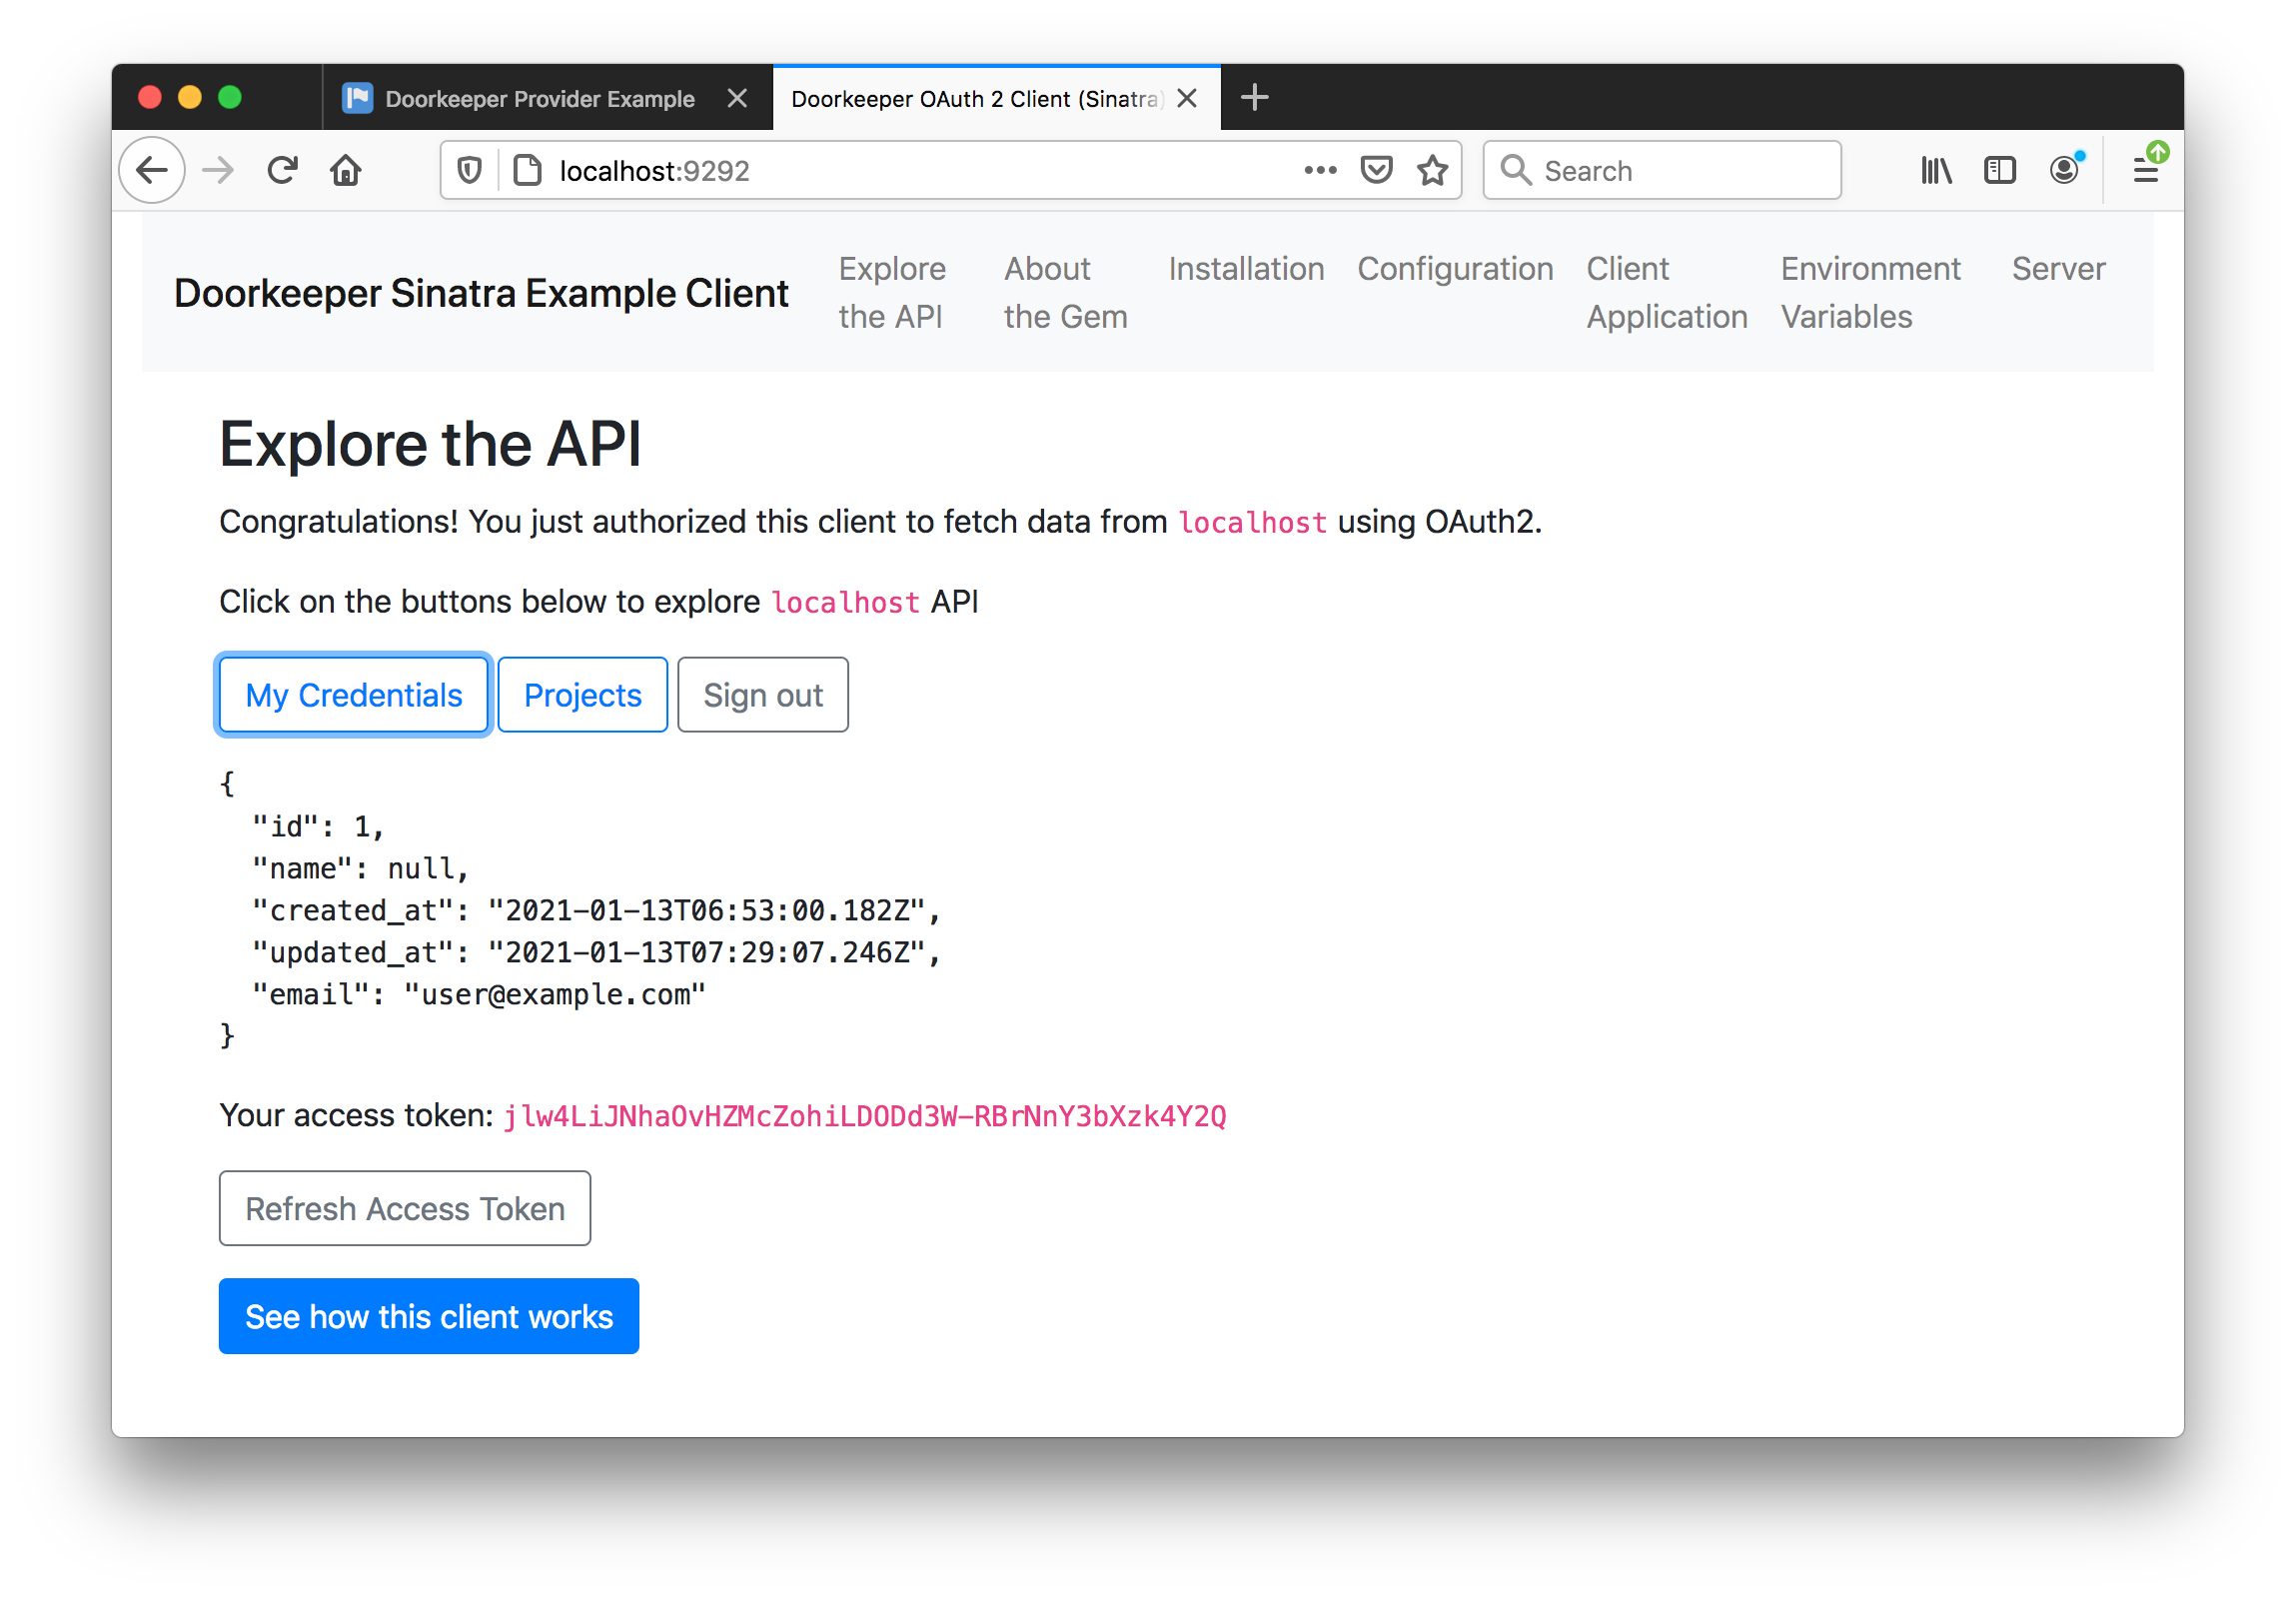 Doorkeeper Provider Example
Doorkeeper OAuth 2 Client (Sinatra)
localhost:9292
Search
Doorkeeper Sinatra Example Client
Explore the API
About the Gem
Installation
Configuration
Client Application
Environment Variables
Server
Explore the API
Congratulations! You just authorized this client to fetch data from localhost using OAuth2.
Click on the buttons below to explore localhost API
My Credentials
Projects
Sign out
{
  "id": 1,
  "name": null,
  "created_at": "2021-01-13T06:53:00.182Z",
  "updated_at": "2021-01-13T07:29:07.246Z",
  "email": "user@example.com"
}
Your access token: jlw4LiJNhaOvHZMcZohiLDODd3W-RBrNnY3bXzk4Y2Q
Refresh Access Token
See how this client works